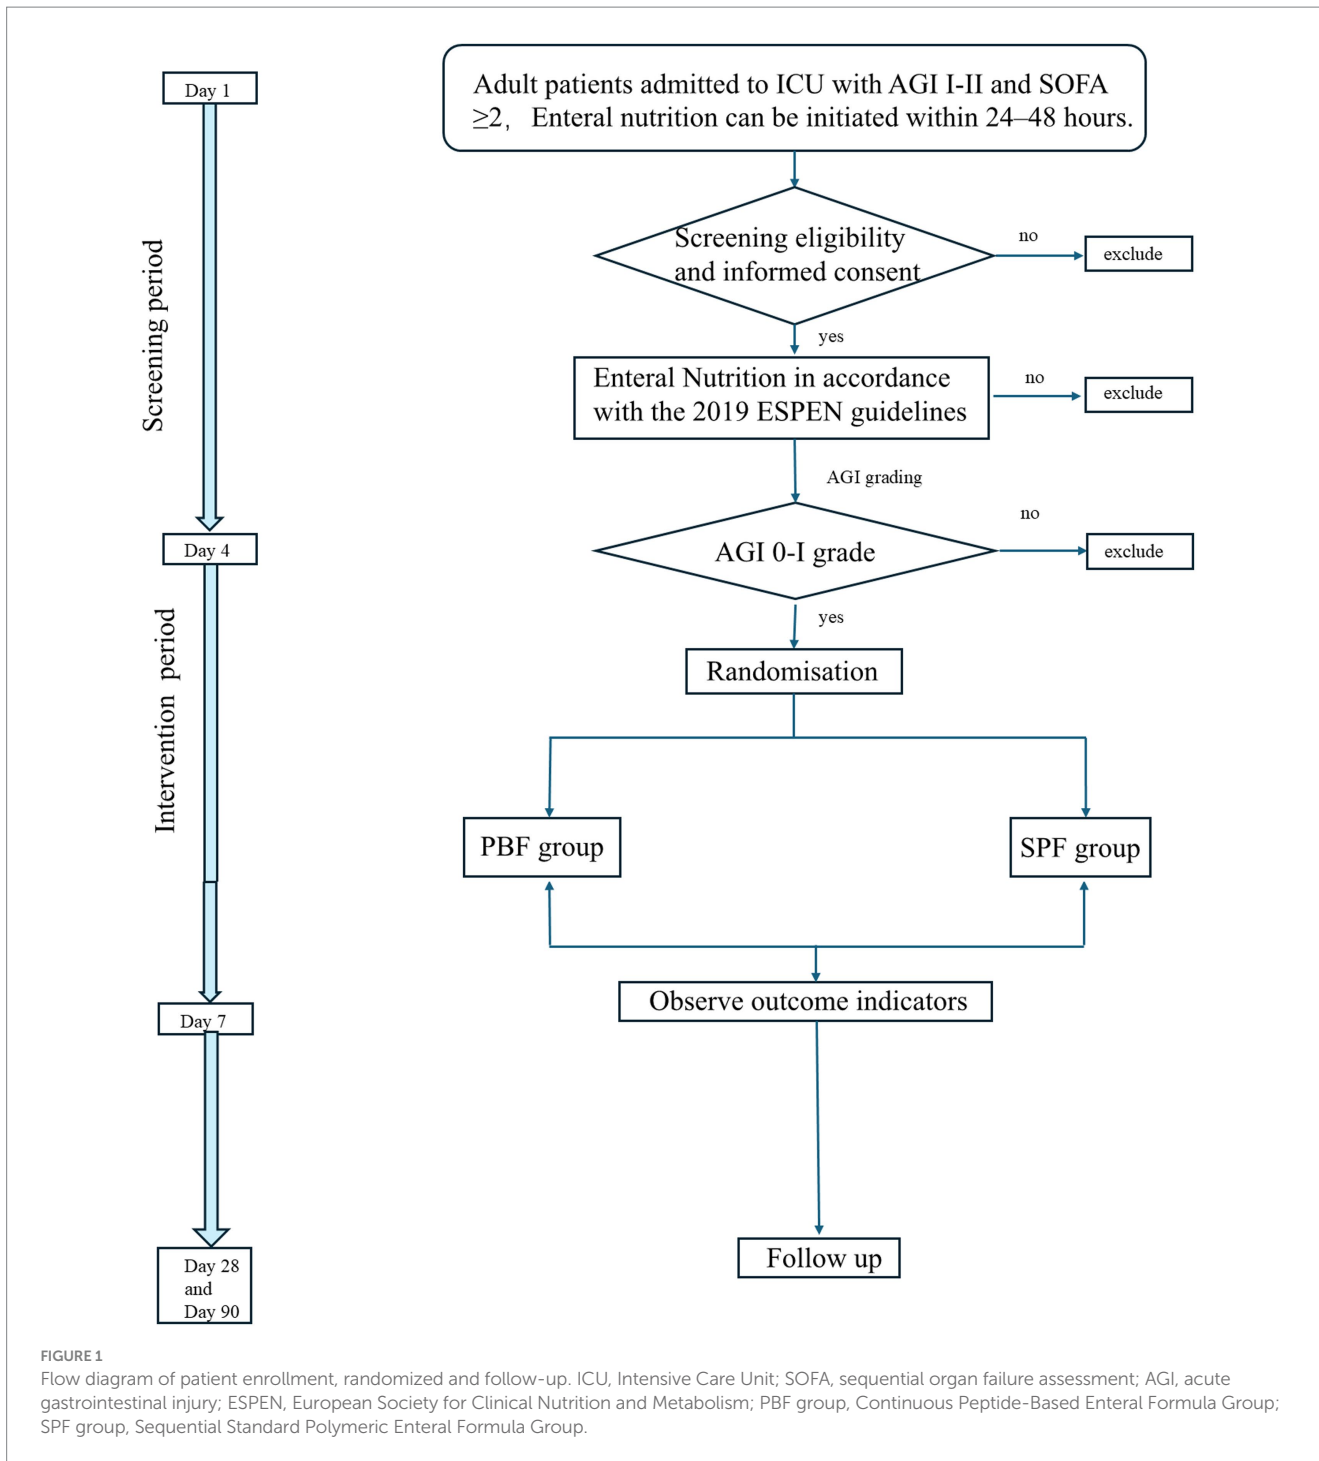 Day 1
Adult patients admitted to ICU with AGI I-II and SOFA
≥2, Enteral nutrition can be initiated within 24–48 hours.
Screening period
Screening eligibility
and informed consent
no
exclude
yes
Enteral Nutrition in accordance
with the 2019 ESPEN guidelines
no
exclude
AGI grading
Day 4
AGI 0-I grade
no
exclude
yes
Intervention period
Randomisation
PBF group
SPF group
Day 7
Observe outcome indicators
Day 28
and
Day 90
Follow up
FIGURE 1
Flow diagram of patient enrollment, randomized and follow-up. ICU, Intensive Care Unit; SOFA, sequential organ failure assessment; AGI, acute
gastrointestinal injury; ESPEN, European Society for Clinical Nutrition and Metabolism; PBF group, Continuous Peptide-Based Enteral Formula Group;
SPF group, Sequential Standard Polymeric Enteral Formula Group.